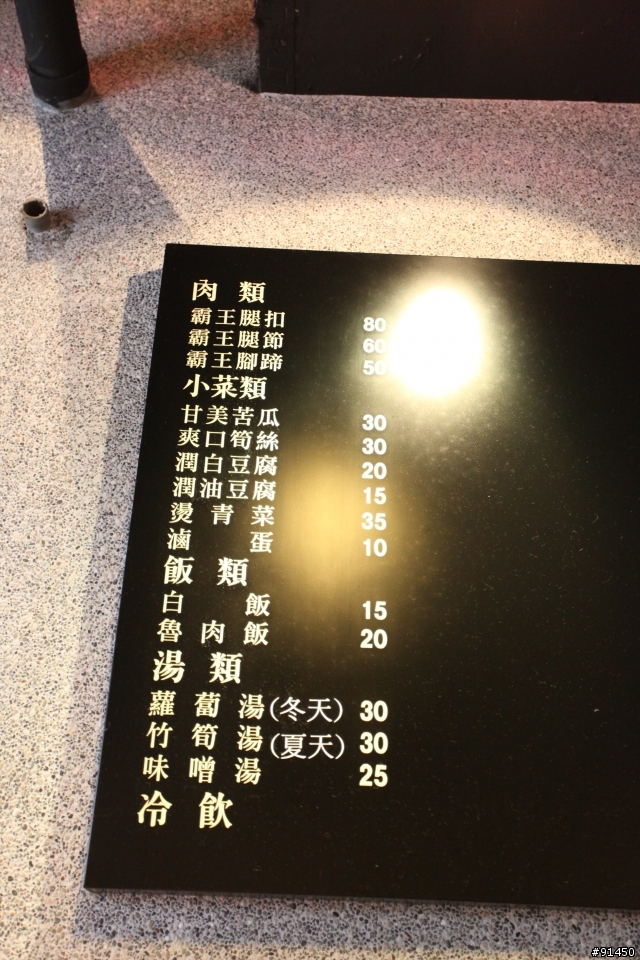 肉類
霸王腿扣 80
霸王腿節 60
霸王腳蹄 50
小菜類
甘美苦瓜 30
爽口筍絲 30
潤白豆腐 20
潤油豆腐 15
燙青菜 35
滷蛋 10
飯類
白飯 15
魯肉飯 20
湯類
蘿蔔湯(冬天) 30
竹筍湯(夏天) 30
味噌湯 25
冷飲
#91450